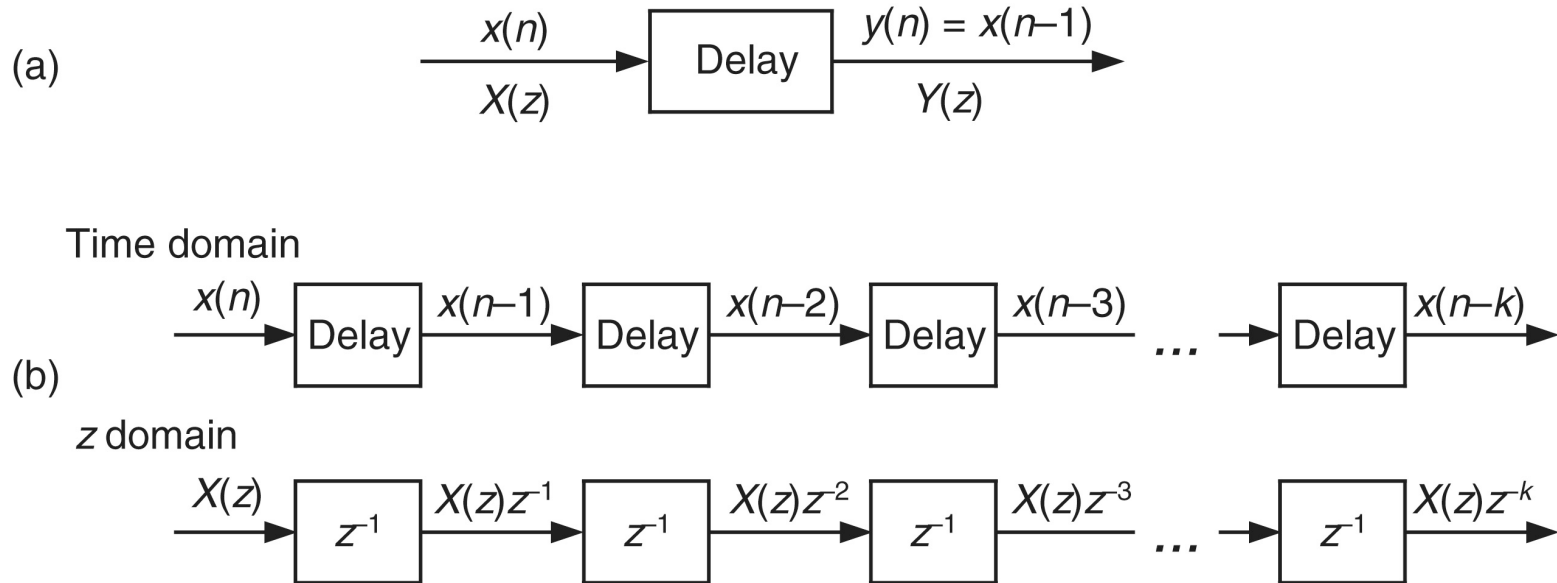 (a)
x(n) Delay y(n) = x(n–1)
X(z) Y(z)
Time domain
x(n) Delay x(n–1) Delay x(n–2) Delay x(n–3) ... Delay x(n–k)
(b)
z domain
X(z) z⁻¹ X(z)z⁻¹ z⁻¹ X(z)z⁻² z⁻¹ X(z)z⁻³ ... z⁻¹ X(z)z⁻ᵏ